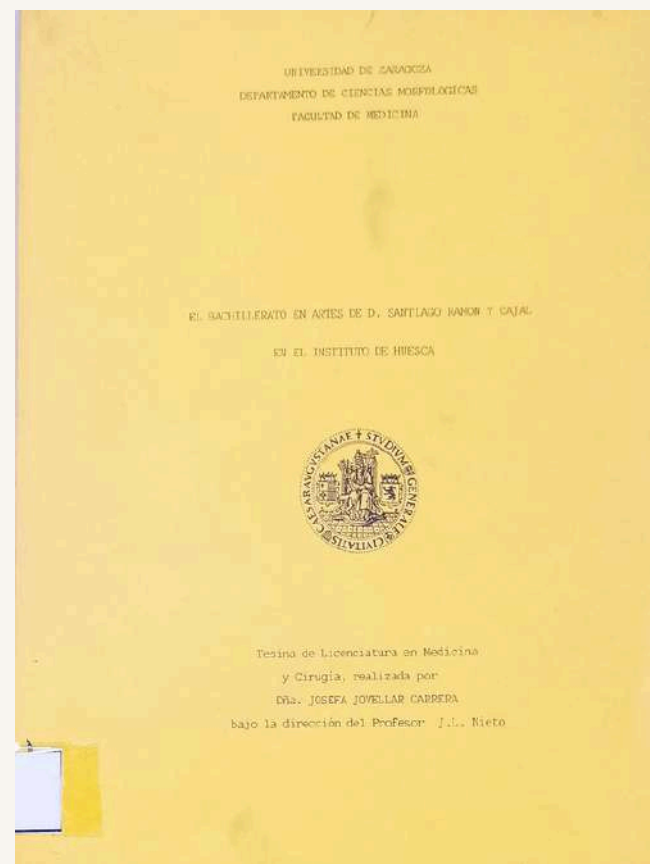 UNIVERSIDAD DE ZARAGOZA
DEPARTAMENTO DE CIENCIAS MORFOLOGICAS
FACULTAD DE MEDICINA
EL BACHILLERATO EN ARTES DE D. SANTIAGO RAMON Y CAJAL
EN EL INSTITUTO DE HUESCA
CAESARAVGVSTANAE STVDIVM GENERALE CIVITATIS
Tesina de Licenciatura en Medicina
y Cirugía, realizada por
Dña. JOSEFA JOVELLAR CARRERA
bajo la dirección del Profesor J.L. Nieto